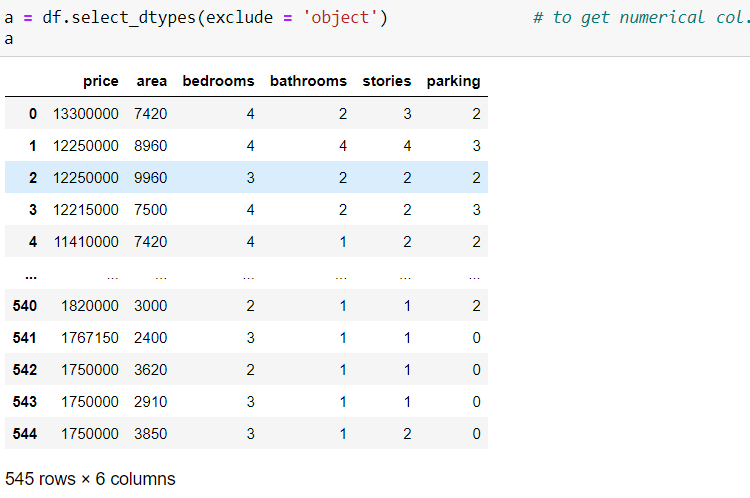 a = df.select_dtypes(exclude = 'object') # to get numerical col.
a
price area bedrooms bathrooms stories parking
0 13300000 7420 4 2 3 2
1 12250000 8960 4 4 4 3
2 12250000 9960 3 2 2 2
3 12215000 7500 4 2 2 3
4 11410000 7420 4 1 2 2
... ... ... ... ... ... ...
540 1820000 3000 2 1 1 2
541 1767150 2400 3 1 1 0
542 1750000 3620 2 1 1 0
543 1750000 2910 3 1 1 0
544 1750000 3850 3 1 2 0
545 rows × 6 columns